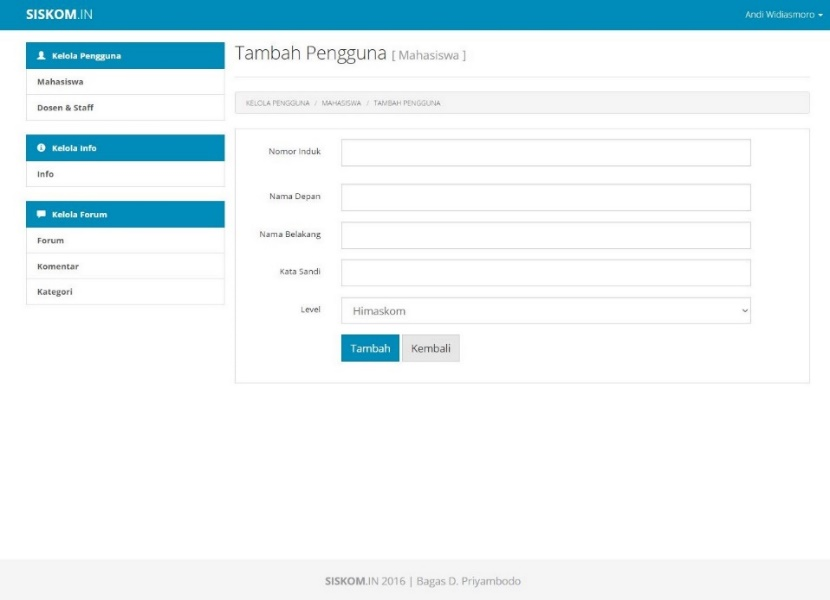 SISKOM.IN
Andi Widiasmoro
Kelola Pengguna
Mahasiswa
Dosen & Staff
Kelola Info
Info
Kelola Forum
Forum
Komentar
Kategori
Tambah Pengguna [ Mahasiswa ]
KELOLA PENGGUNA / MAHASISWA / TAMBAH PENGGUNA
Nomor Induk
Nama Depan
Nama Belakang
Kata Sandi
Level Himaskom
Tambah Kembali
SISKOM.IN 2016 | Bagas D. Priyambodo